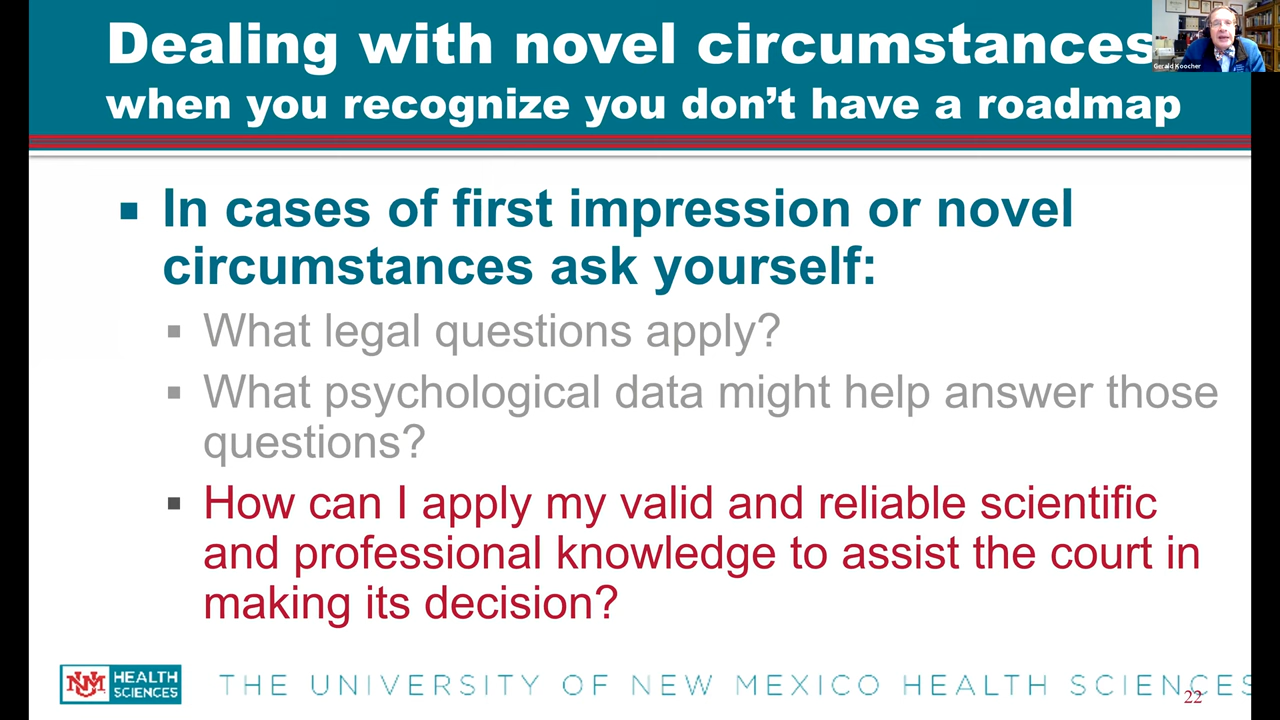 Dealing with novel circumstances
Gerald Koocher
when you recognize you don't have a roadmap
In cases of first impression or novel
circumstances ask yourself:
What legal questions apply?
What psychological data might help answer those
questions?
How can I apply my valid and reliable scientific
and professional knowledge to assist the court in
making its decision?
UNM HEALTH
SCIENCES
THE UNIVERSITY OF NEW MEXICO HEALTH SCIENCES
22